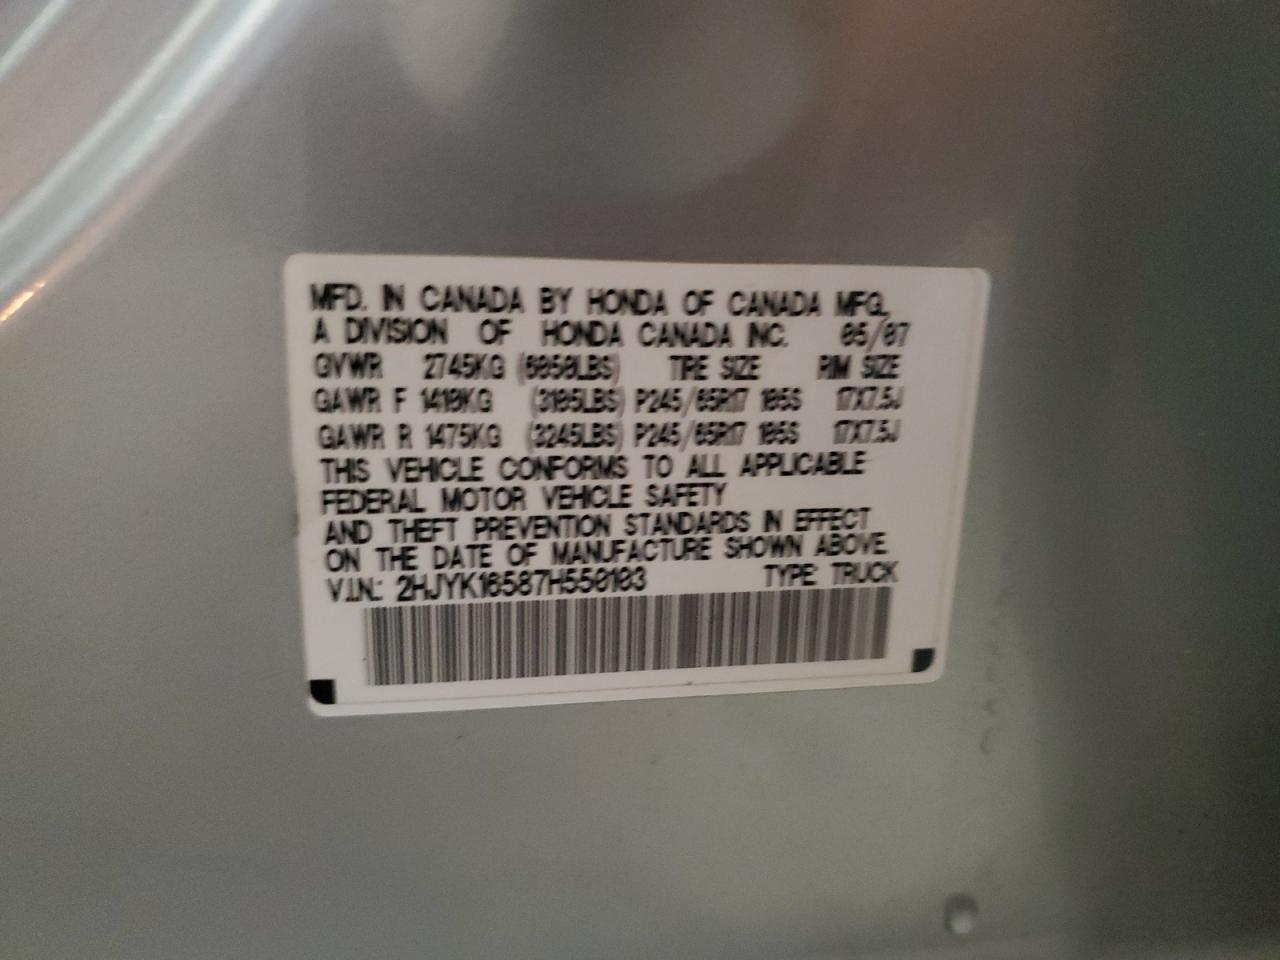 MFD. IN CANADA BY HONDA OF CANADA MFG.,
A DIVISION OF HONDA CANADA INC. 05/07
GVWR 2745KG (6050LBS) TIRE SIZE RIM SIZE
GAWR F 1410KG (3105LBS) P245/65R17 105S 17X7.5J
GAWR R 1475KG (3245LBS) P245/65R17 105S 17X7.5J
THIS VEHICLE CONFORMS TO ALL APPLICABLE
FEDERAL MOTOR VEHICLE SAFETY
AND THEFT PREVENTION STANDARDS IN EFFECT
ON THE DATE OF MANUFACTURE SHOWN ABOVE.
V.I.N.: 2HJYK16587H550103 TYPE: TRUCK